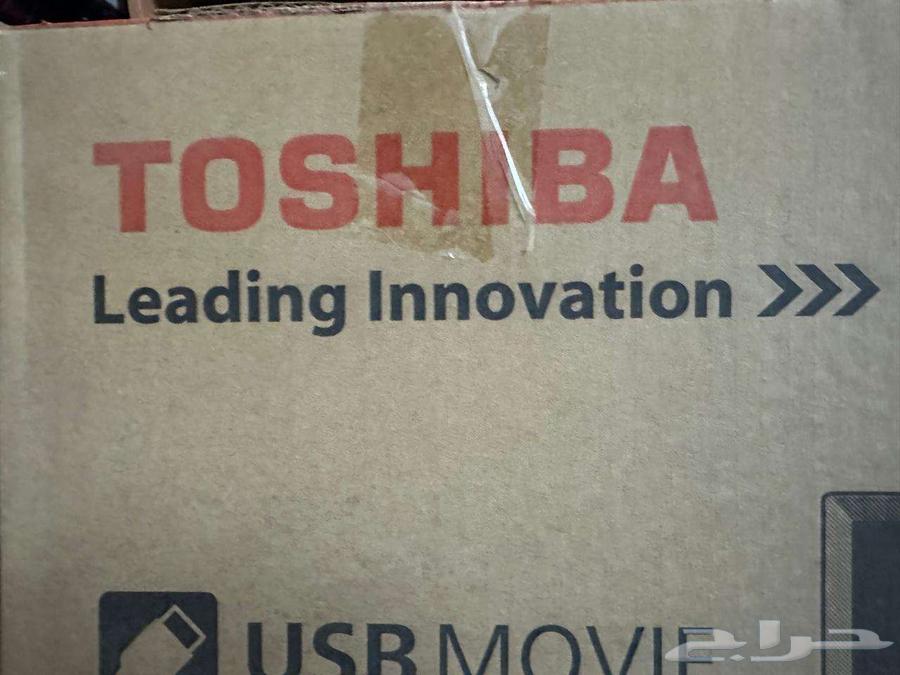 TOSHIBA
Leading Innovation >>>
USB MOVIE
حراج